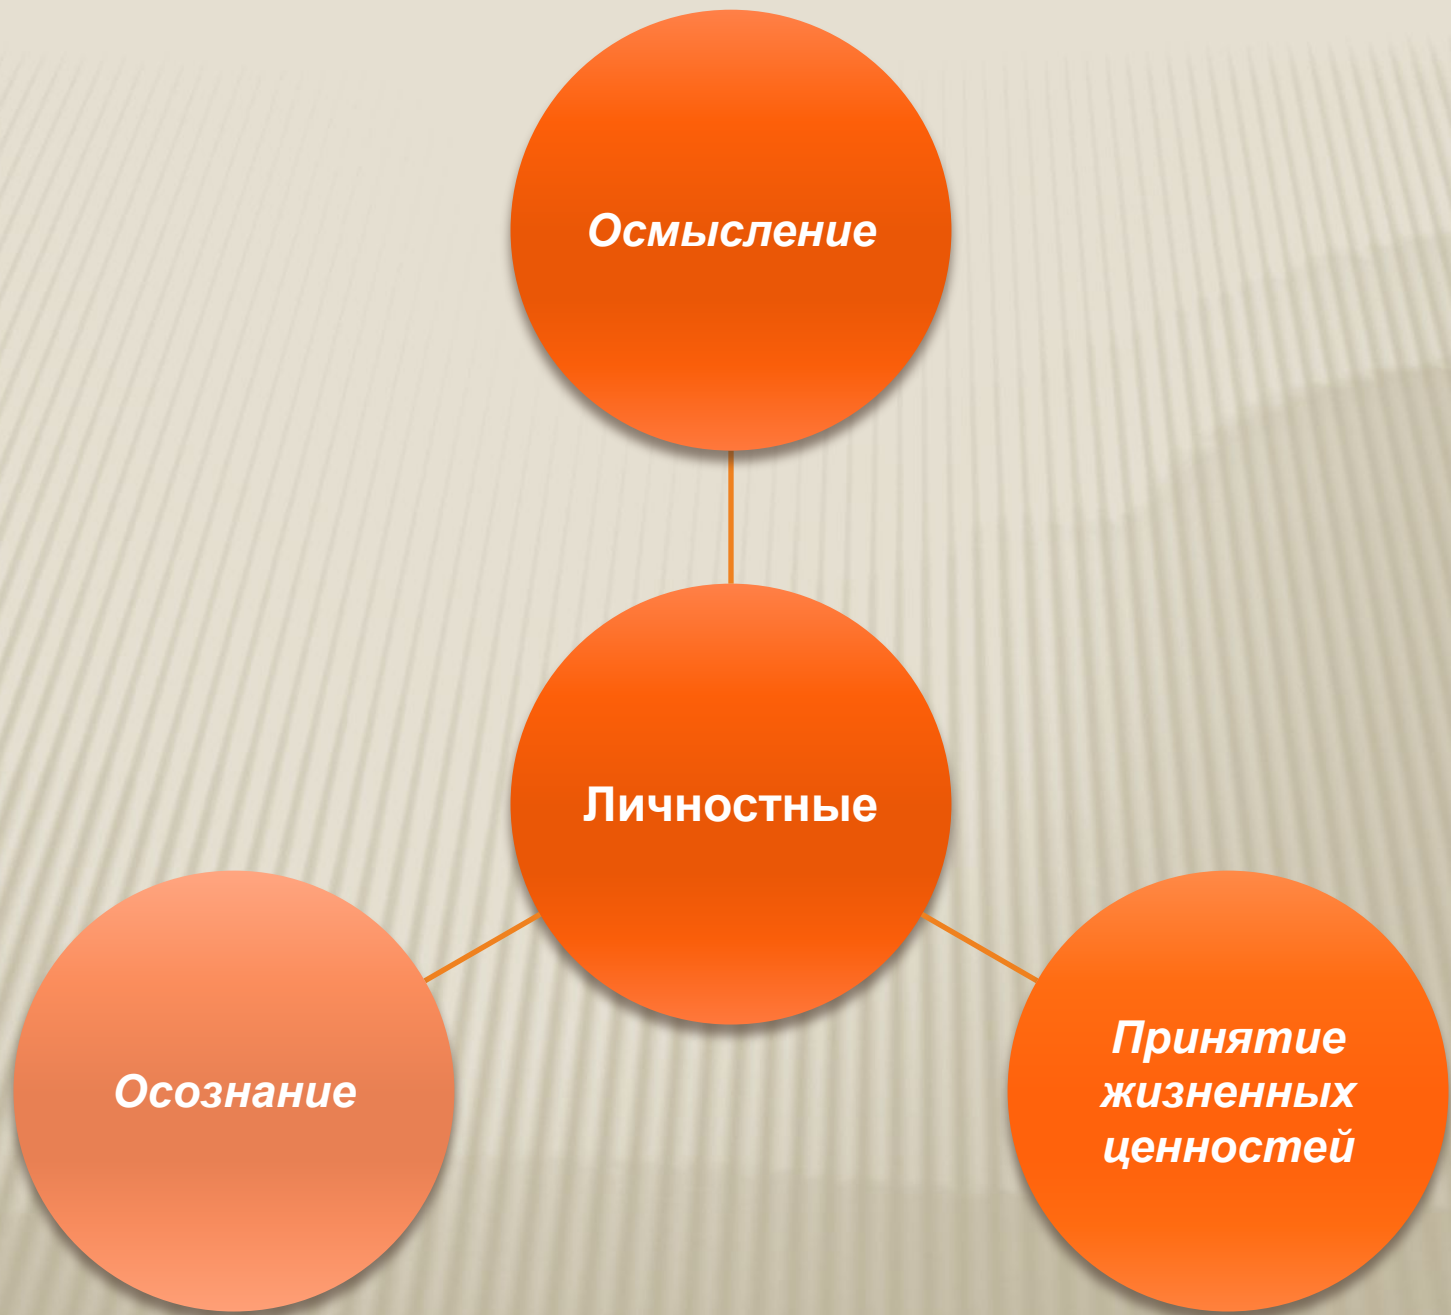 Осмысление
Личностные
Осознание
Принятие
жизненных
ценностей